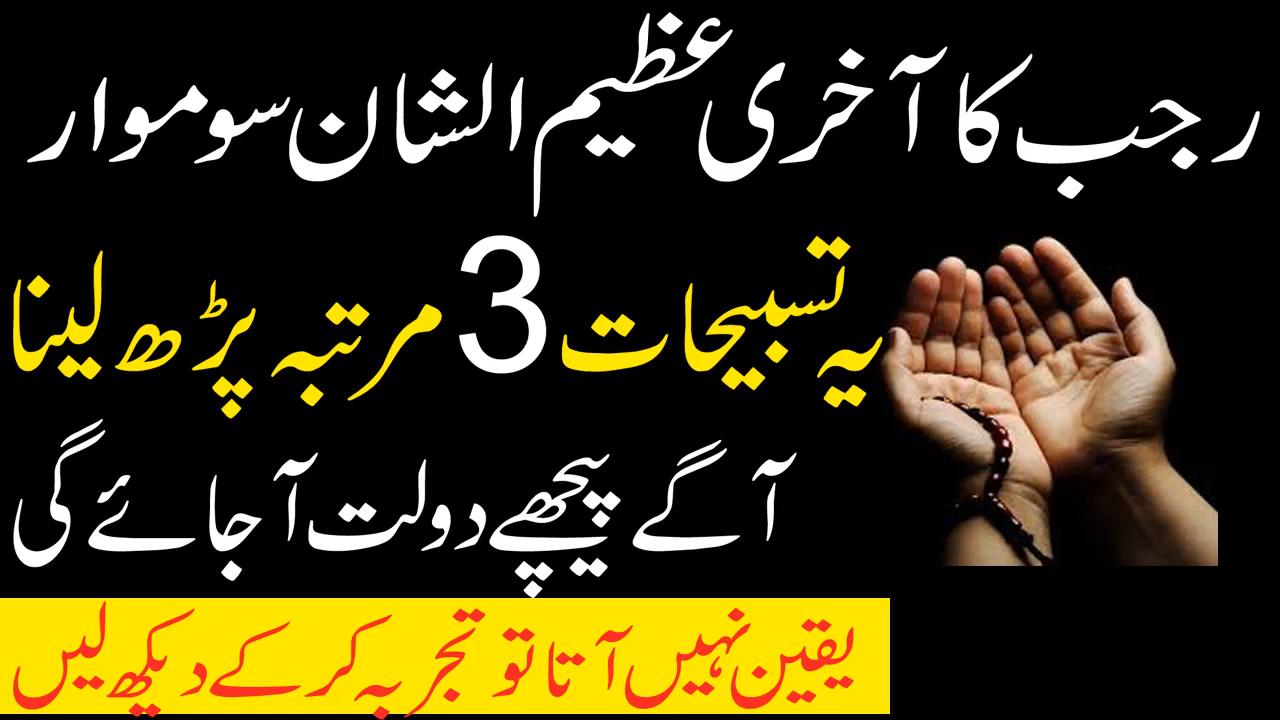 رجب کا آخری عظیم الشان سوموار
یہ تسبیحات 3 مرتبہ پڑھ لینا
آگے پیچھے دولت آجائے گی
یقین نہیں آتا تو تجربہ کر کے دیکھ لیں